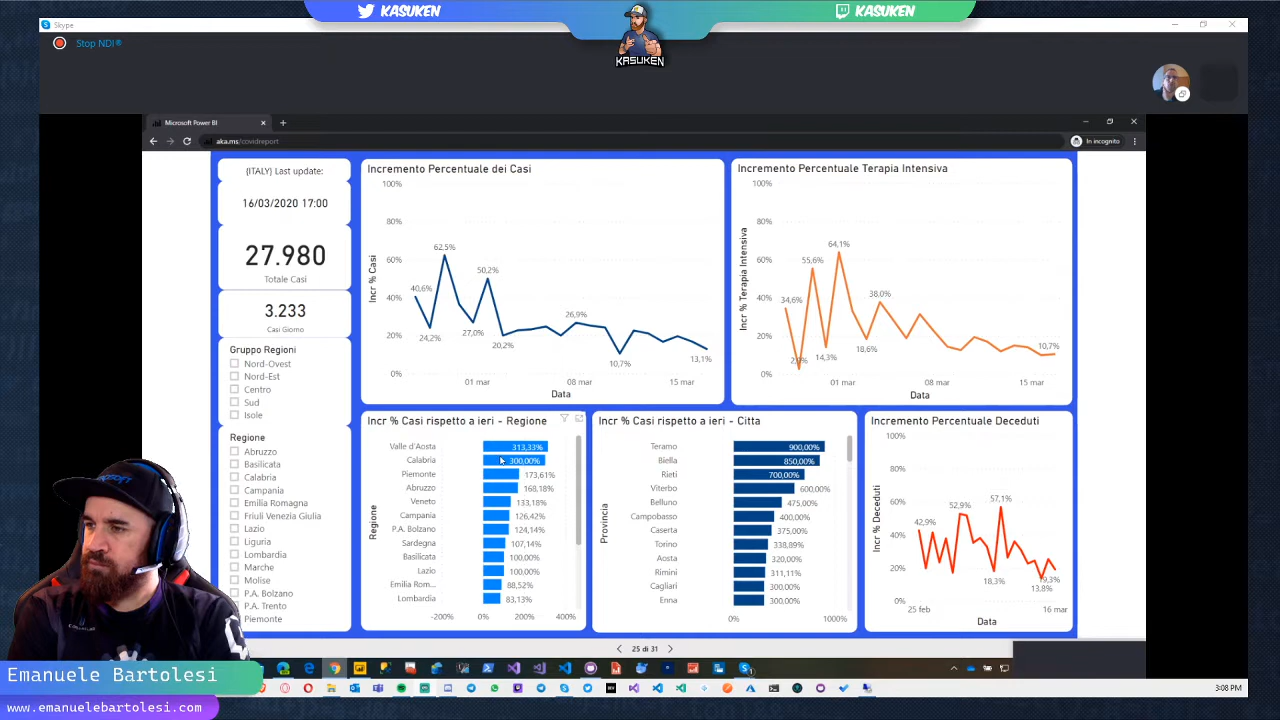 KASUKEN
KASUKEN
KASUKEN
Skype
Stop NDI®
Microsoft Power BI
aka.ms/covidreport
In incognito
(ITALY) Last update:
16/03/2020 17:00
27.980
Totale Casi
3.233
Casi Giorno
Gruppo Regioni
Nord-Ovest
Nord-Est
Centro
Sud
Isole
Regione
Abruzzo
Basilicata
Calabria
Campania
Emilia Romagna
Friuli Venezia Giulia
Lazio
Liguria
Lombardia
Marche
Molise
P.A. Bolzano
P.A. Trento
Piemonte
Incremento Percentuale dei Casi
100%
80%
60%
40%
20%
0%
Incr % Casi
62,5%
50,2%
40,6%
24,2%
27,0%
20,2%
26,9%
10,7%
13,1%
01 mar
08 mar
15 mar
Data
Incremento Percentuale Terapia Intensiva
100%
80%
60%
40%
20%
0%
Incr % Terapia Intensiva
64,1%
55,6%
34,6%
38,0%
14,3%
18,6%
10,7%
01 mar
08 mar
15 mar
Data
Incr % Casi rispetto a ieri - Regione
Regione
Valle d'Aosta 313,33%
Calabria 300,00%
Piemonte 173,61%
Abruzzo 168,18%
Veneto 133,18%
Campania 126,42%
P.A. Bolzano 124,14%
Sardegna 107,14%
Basilicata 100,00%
Lazio 100,00%
Emilia Rom... 88,52%
Lombardia 83,13%
-200% 0% 200% 400%
Incr % Casi rispetto a ieri - Citta
Provincia
Teramo 900,00%
Biella 850,00%
Rieti 700,00%
Viterbo 600,00%
Belluno 475,00%
Campobasso 400,00%
Caserta 375,00%
Torino 338,89%
Aosta 320,00%
Rimini 311,11%
Cagliari 300,00%
Enna 300,00%
0% 1000%
Incremento Percentuale Deceduti
100%
80%
60%
40%
20%
0%
Incr % Deceduti
42,9%
52,9%
57,1%
18,3%
13,8%
25 feb
16 mar
Data
25 di 31
3:08 PM
Emanuele Bartolesi
www.emanuelebartolesi.com